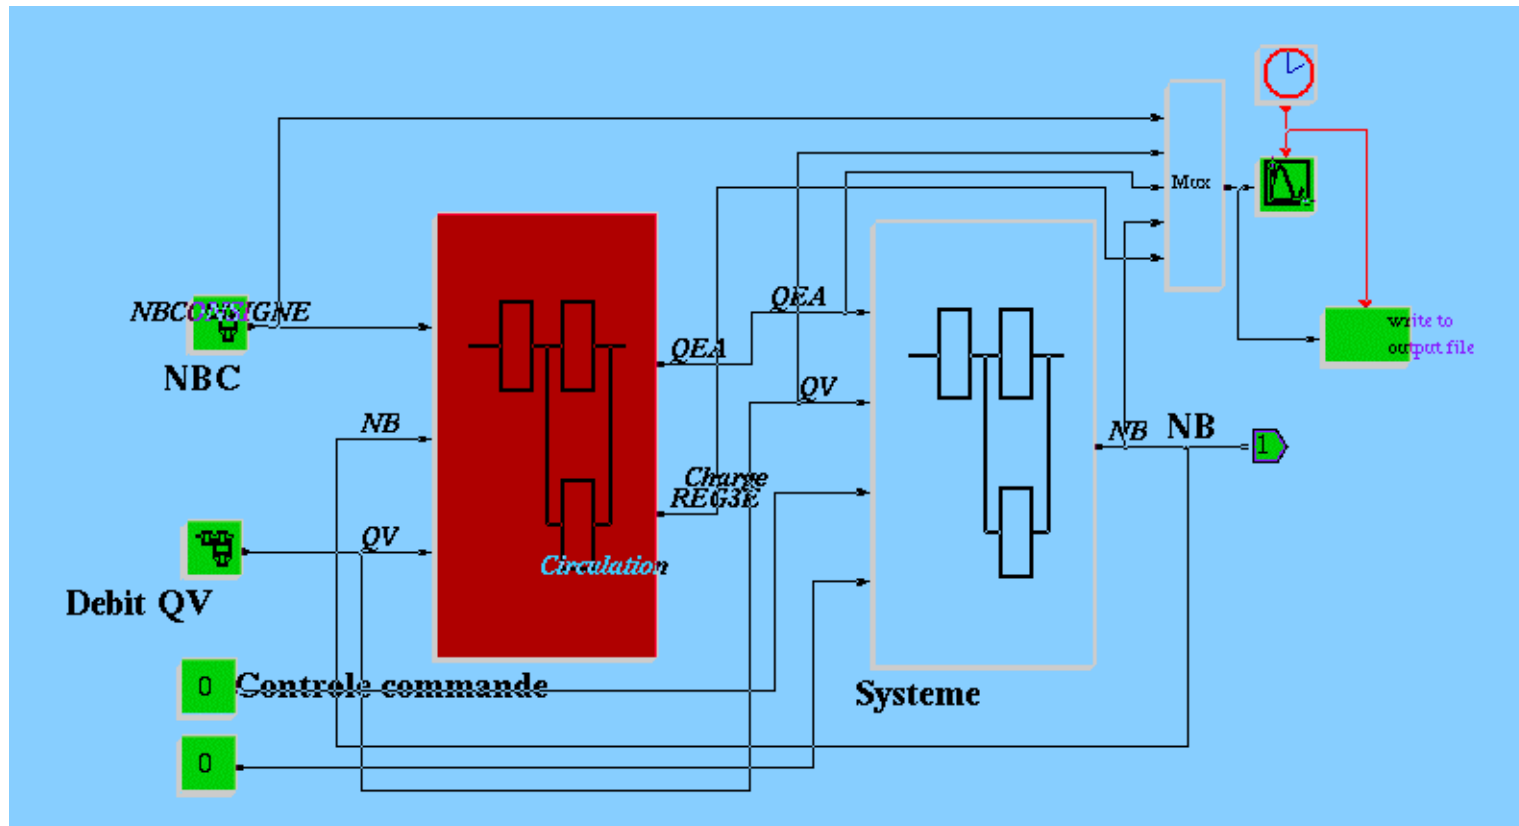 Mux
QEA
NBCONSIGNE
write to
output file
QEA
NBC
QV
NB
NB
NB
1
Charge
REG3E
QV
Circulation
Debit QV
0
Controle commande
Systeme
0